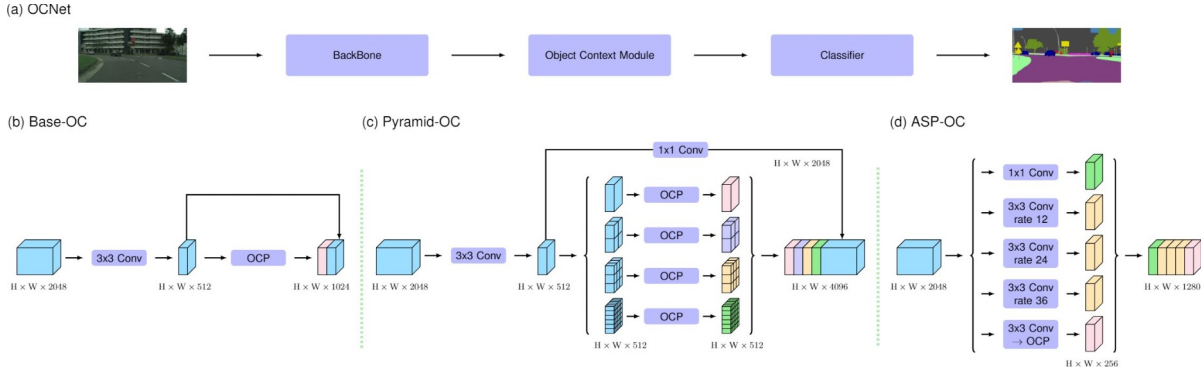 (a) OCNet
BackBone
Object Context Module
Classifier
(b) Base-OC
3x3 Conv
OCP
H × W × 2048
H × W × 512
H × W × 1024
(c) Pyramid-OC
1x1 Conv
H × W × 2048
3x3 Conv
OCP
OCP
OCP
OCP
H × W × 2048
H × W × 512
H × W × 512
H × W × 512
H × W × 4096
(d) ASP-OC
1x1 Conv
3x3 Conv
rate 12
3x3 Conv
rate 24
3x3 Conv
rate 36
3x3 Conv
→ OCP
H × W × 2048
H × W × 256
H × W × 1280